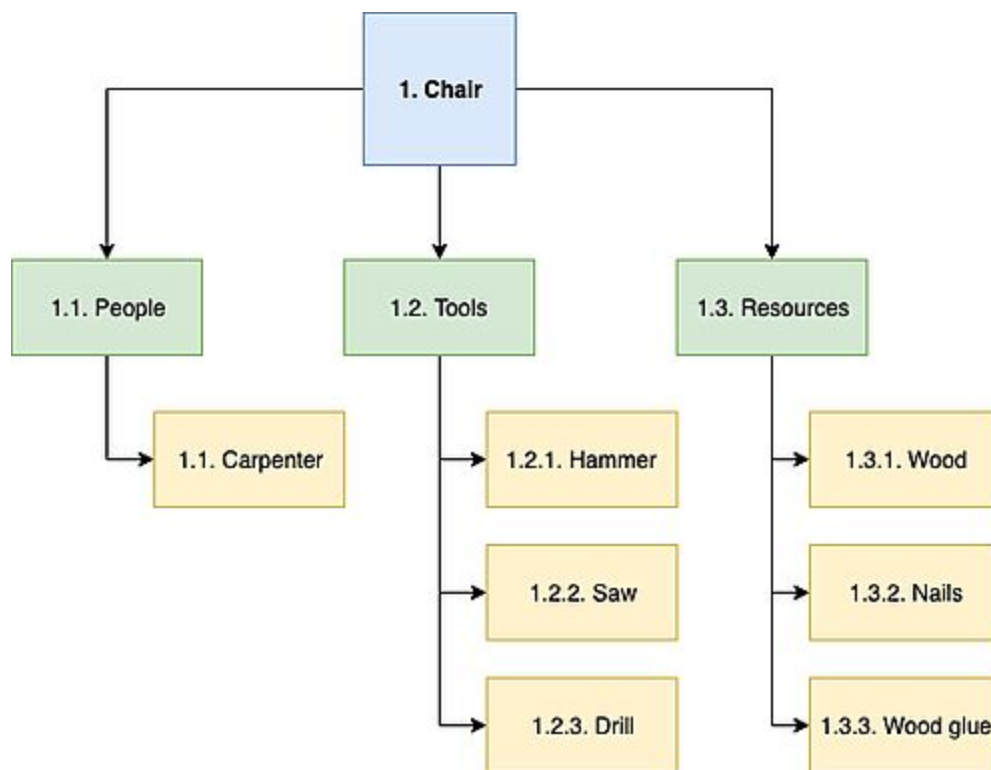 1. Chair
1.1. People
1.2. Tools
1.3. Resources
1.1. Carpenter
1.2.1. Hammer
1.3.1. Wood
1.2.2. Saw
1.3.2. Nails
1.2.3. Drill
1.3.3. Wood glue